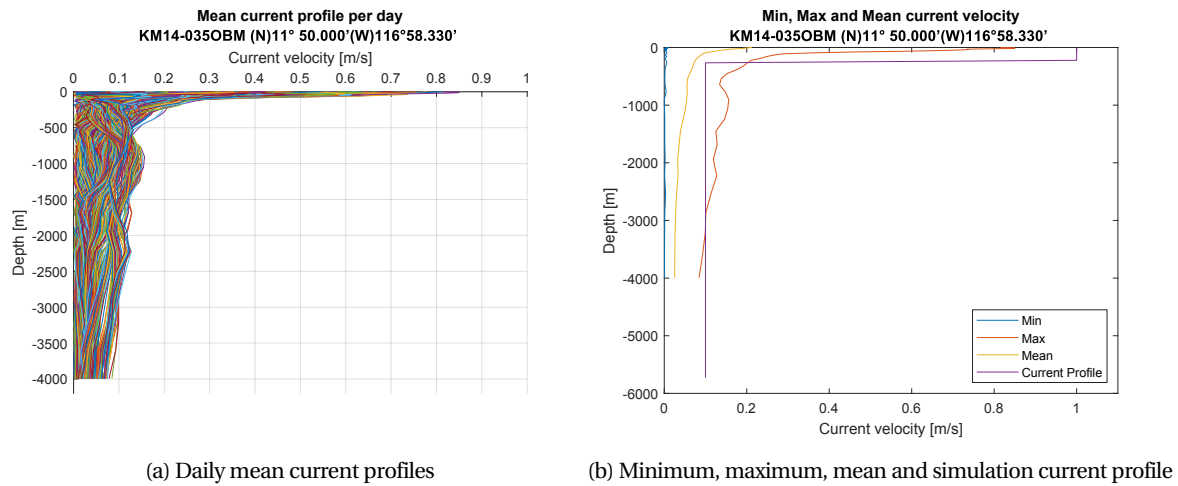 Mean current profile per day
KM14-035OBM (N)11° 50.000'(W)116°58.330'
Current velocity [m/s]
0 0.1 0.2 0.3 0.4 0.5 0.6 0.7 0.8 0.9 1
0
-500
-1000
-1500
-2000
-2500
-3000
-3500
-4000
Depth [m]
(a) Daily mean current profiles
Min, Max and Mean current velocity
KM14-035OBM (N)11° 50.000'(W)116°58.330'
0
-1000
-2000
-3000
-4000
-5000
-6000
Depth [m]
Min
Max
Mean
Current Profile
0 0.2 0.4 0.6 0.8 1
Current velocity [m/s]
(b) Minimum, maximum, mean and simulation current profile